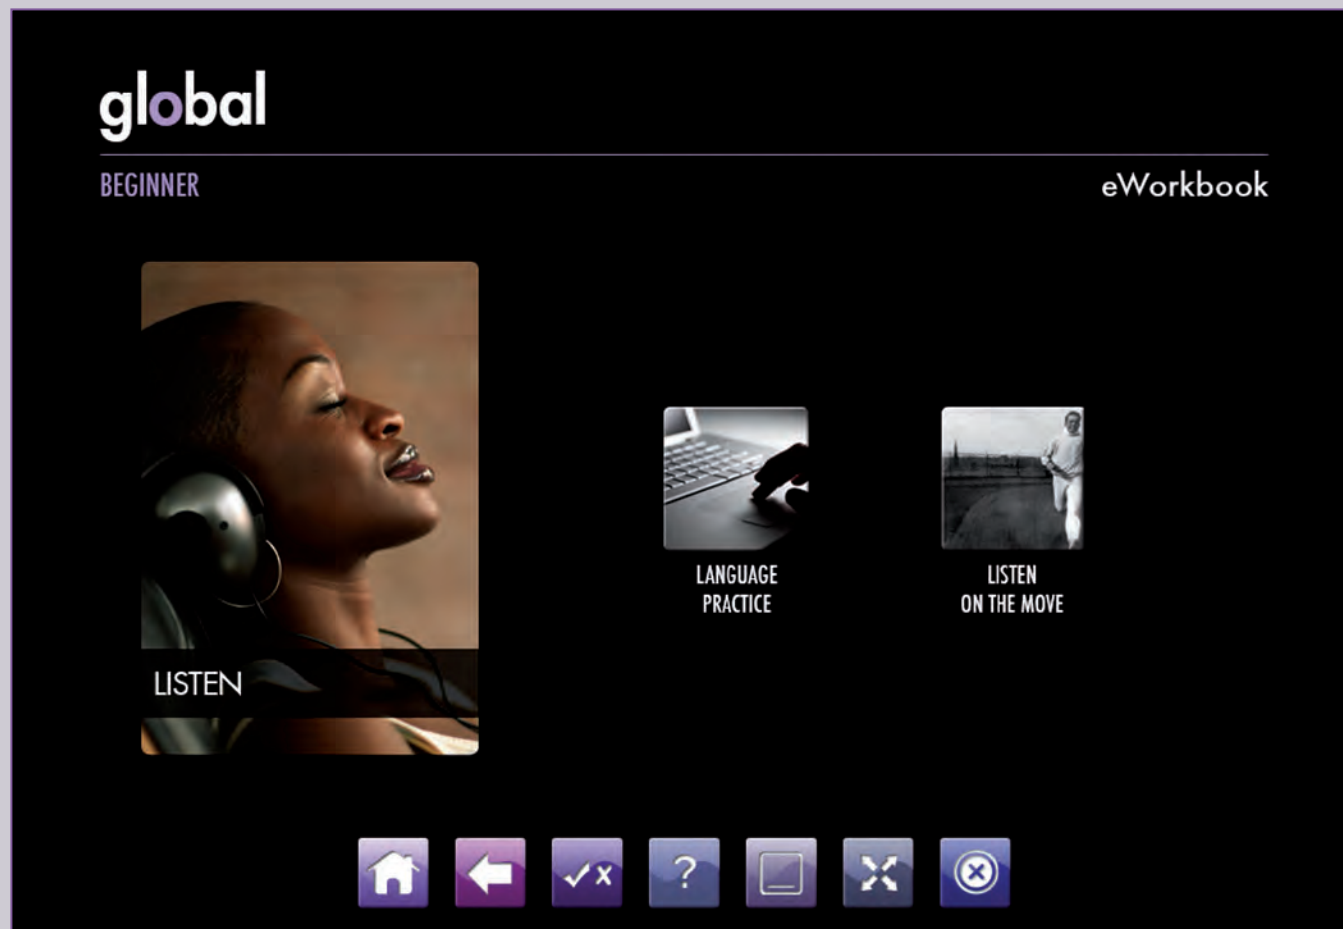 global
BEGINNER
eWorkbook
LISTEN
LANGUAGE
PRACTICE
LISTEN
ON THE MOVE
?